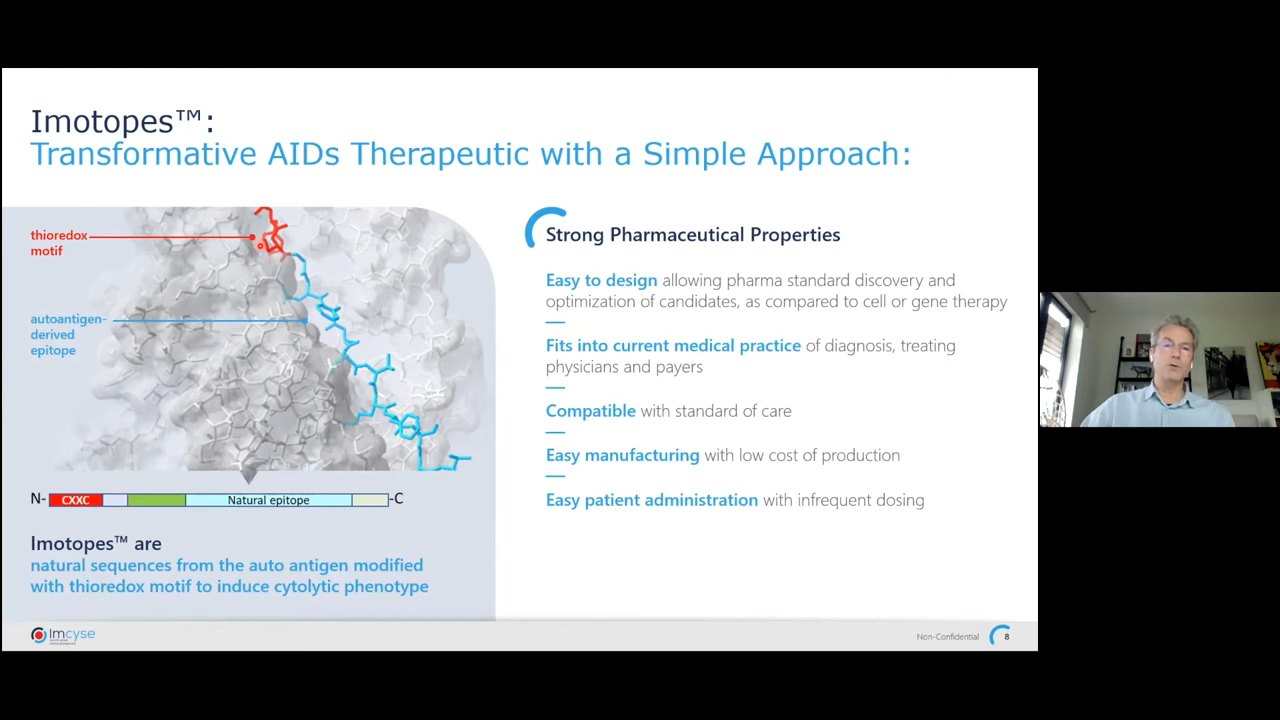 Imotopes™:
Transformative AIDs Therapeutic with a Simple Approach:
thioredox
motif
autoantigen-
derived
epitope
N- CXXC Natural epitope -C
Imotopes™ are
natural sequences from the auto antigen modified
with thioredox motif to induce cytolytic phenotype
Strong Pharmaceutical Properties
Easy to design allowing pharma standard discovery and
optimization of candidates, as compared to cell or gene therapy
Fits into current medical practice of diagnosis, treating
physicians and payers
Compatible with standard of care
Easy manufacturing with low cost of production
Easy patient administration with infrequent dosing
Imcyse
Non-Confidential 8